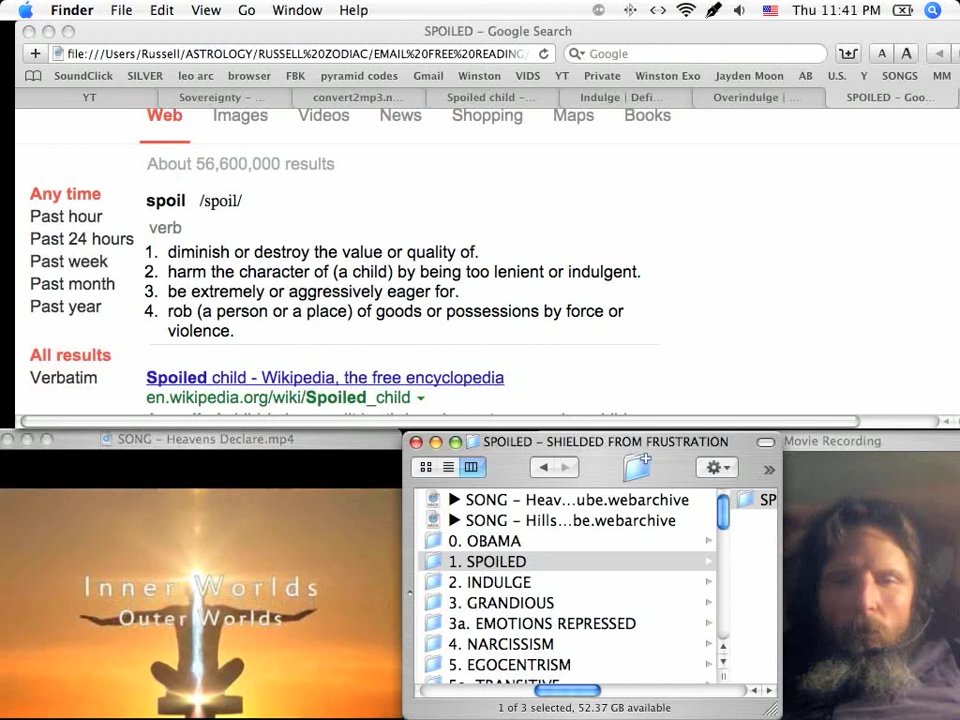 Finder File Edit View Go Window Help Thu 11:41 PM
SPOILED - Google Search
file:///Users/Russell/ASTROLOGY/RUSSELL%20ZODIAC/EMAIL%20FREE%20READING/
Google
A A
SoundClick SILVER leo arc browser FBK pyramid codes Gmail Winston VIDS YT Private Winston Exo Jayden Moon AB U.S. Y SONGS MM
YT Sovereignty - ... convert2mp3.n... Spoiled child -... Indulge | Defi... Overindulge | ... SPOILED - Goo...
Web Images Videos News Shopping Maps Books
About 56,600,000 results
Any time
Past hour
Past 24 hours
Past week
Past month
Past year
All results
Verbatim
spoil /spoil/
verb
1. diminish or destroy the value or quality of.
2. harm the character of (a child) by being too lenient or indulgent.
3. be extremely or aggressively eager for.
4. rob (a person or a place) of goods or possessions by force or
violence.
Spoiled child - Wikipedia, the free encyclopedia
en.wikipedia.org/wiki/Spoiled_child
SONG - Heavens Declare.mp4
Inner Worlds
Outer Worlds
SPOILED - SHIELDED FROM FRUSTRATION
▶ SONG - Heav...ube.webarchive
▶ SONG - Hills...be.webarchive
0. OBAMA
1. SPOILED
2. INDULGE
3. GRANDIOUS
3a. EMOTIONS REPRESSED
4. NARCISSISM
5. EGOCENTRISM
SP
1 of 3 selected, 52.37 GB available
Movie Recording